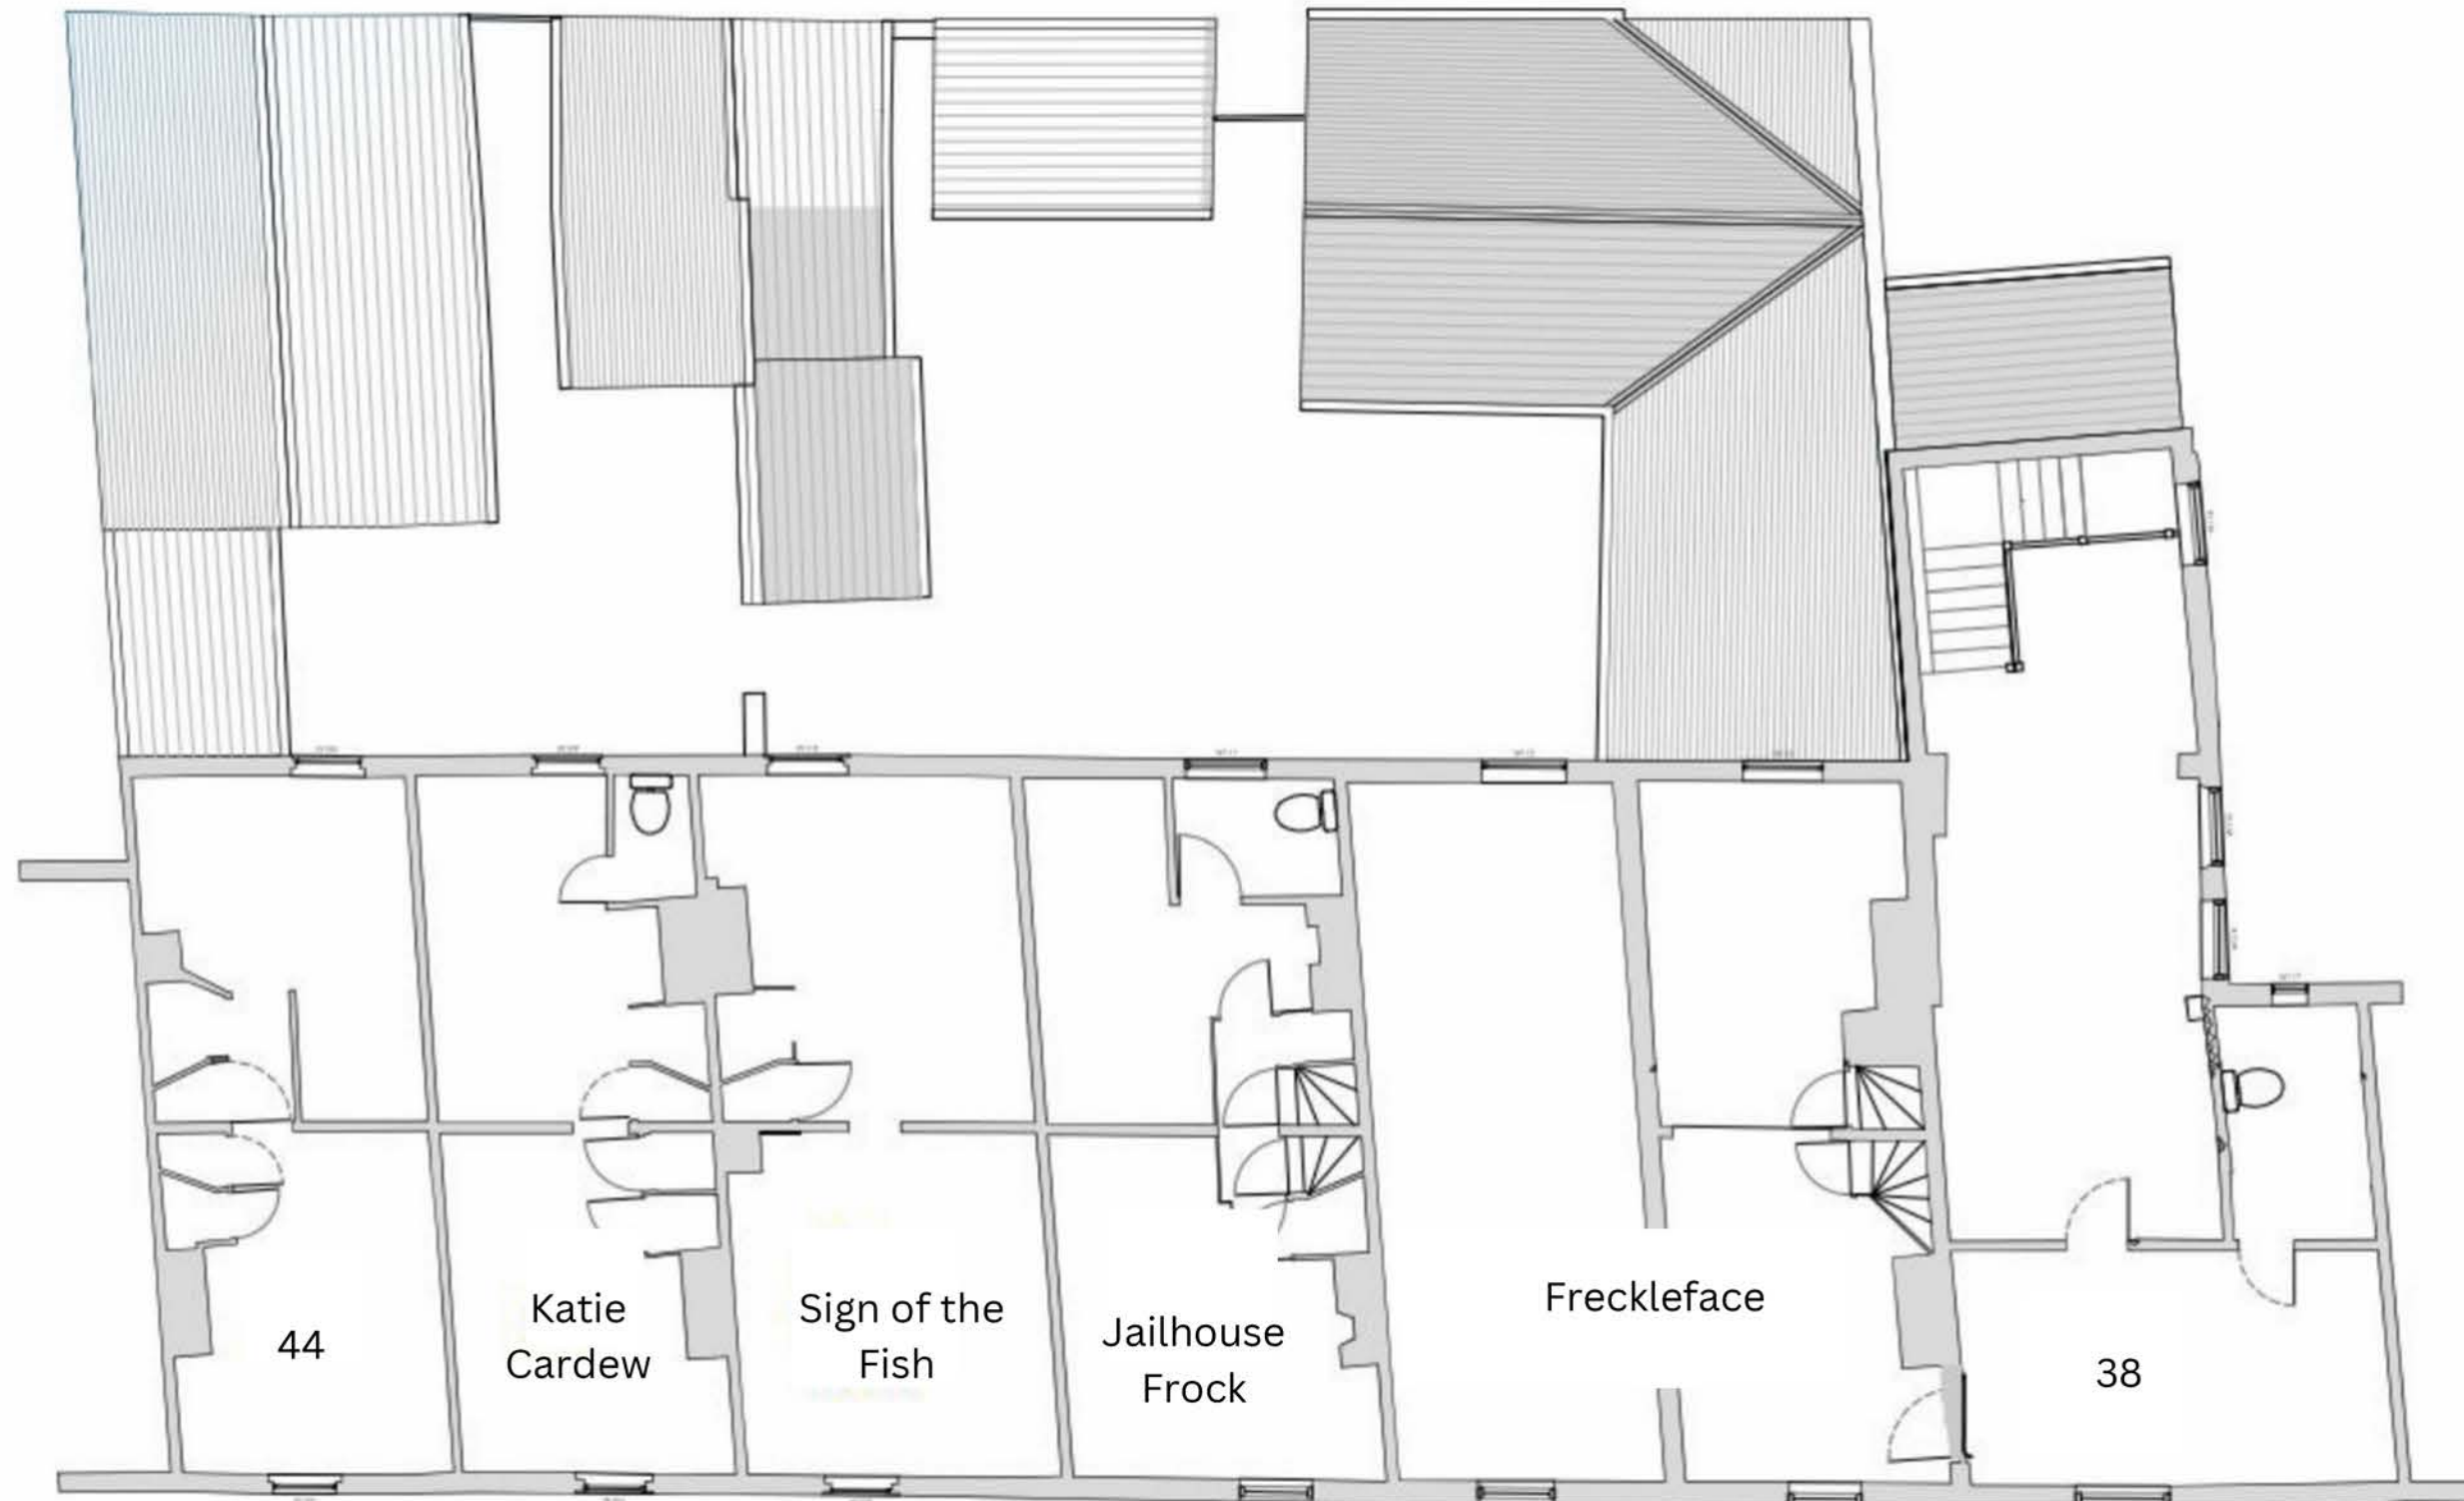 44
Katie
Cardew
Sign of the
Fish
Jailhouse
Frock
Freckleface
38